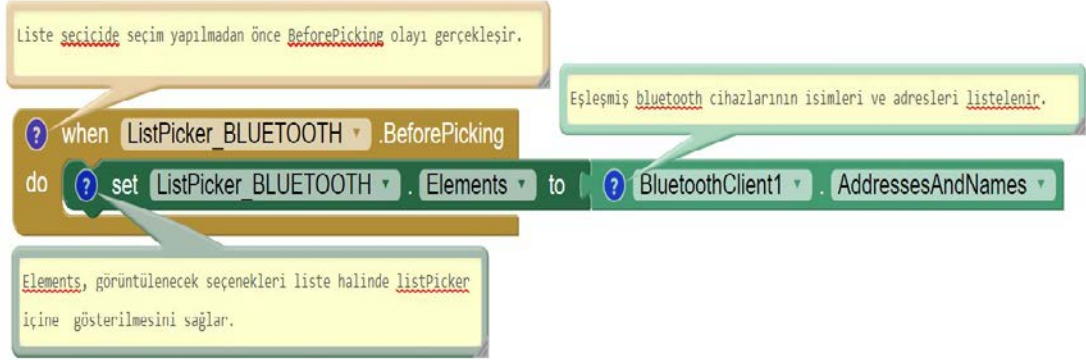 Liste seçicide seçim yapılmadan önce BeforePicking olayı gerçekleşir.
Eşleşmiş bluetooth cihazlarının isimleri ve adresleri listelenir.
? when ListPicker_BLUETOOTH .BeforePicking
do ? set ListPicker_BLUETOOTH . Elements to ? BluetoothClient1 . AddressesAndNames
Elements, görüntülenecek seçenekleri liste halinde listPicker
içine gösterilmesini sağlar.